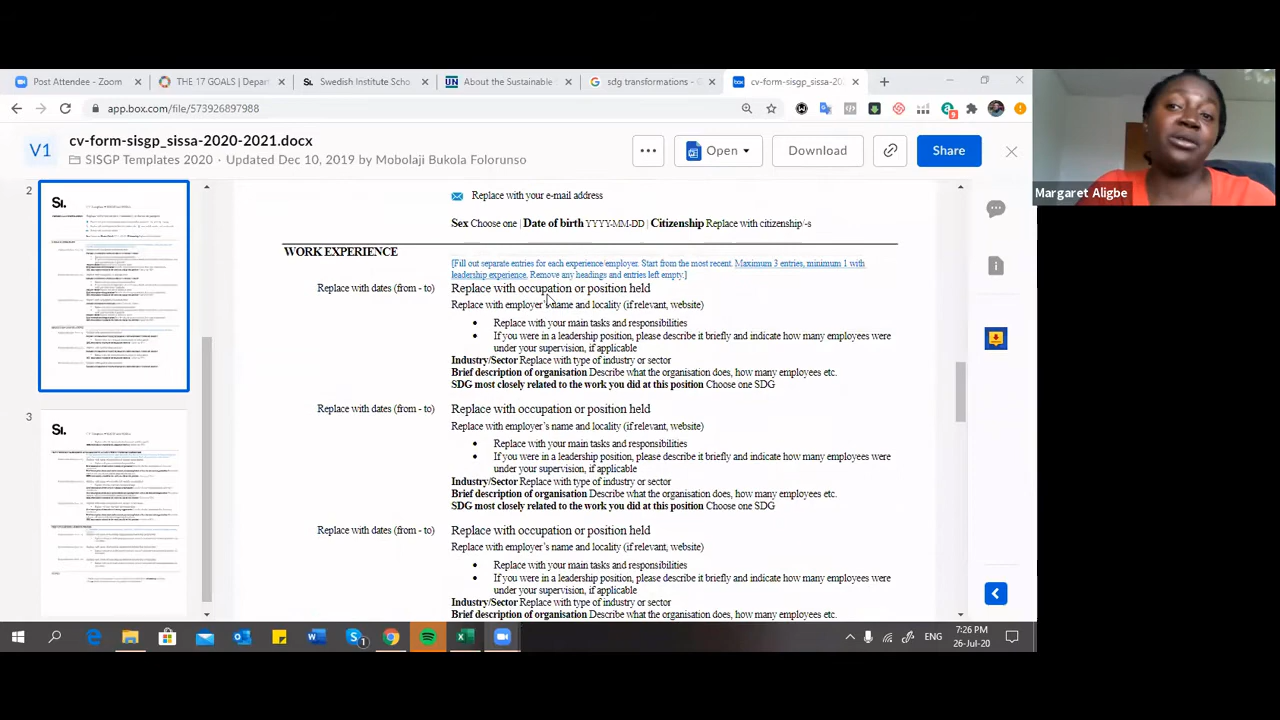 Post Attendee - Zoom
THE 17 GOALS | Depar
Swedish Institute Scho
UN About the Sustainable
sdg transformations - G
cv-form-sisgp_sissa-202
app.box.com/file/573926897988
V1 cv-form-sisgp_sissa-2020-2021.docx
SISGP Templates 2020 • Updated Dec 10, 2019 by Mobolaji Bukola Folorunso
Open
Download
Share
Margaret Aligbe
2
Si.
3
Si.
Replace with your email address
Sex Choose Sex | Date of birth YYYY-MM-DD | Citizenship Replace with citizenship/-s
WORK EXPERIENCE
[Fill out separate entries for each experience/employer. Start from the most recent. Maximum 3 entries, minimum 1 with
leadership experience. Remove any headings and entries left empty.]
Replace with dates (from - to) Replace with occupation or position held
Replace with employer name and locality (if relevant, website)
• Replace with your main tasks and responsibilities
• If you were in a leadership position, please describe it briefly and indicate how many employees were
under your supervision, if applicable
Industry/Sector Replace with type of industry or sector
Brief description of organisation Describe what the organisation does, how many employees etc.
SDG most closely related to the work you did at this position Choose one SDG
Replace with dates (from - to) Replace with occupation or position held
Replace with employer name and locality (if relevant, website)
• Replace with your main tasks and responsibilities
• If you were in a leadership position, please describe it briefly and indicate how many employees were
under your supervision, if applicable
Industry/Sector Replace with type of industry or sector
Brief description of organisation Describe what the organisation does, how many employees etc.
SDG most closely related to the work you did at this position Choose one SDG
Replace with dates (from - to) Replace with occupation or position held
Replace with employer name and locality (if relevant, website)
• Replace with your main tasks and responsibilities
• If you were in a leadership position, please describe it briefly and indicate how many employees were
under your supervision, if applicable
Industry/Sector Replace with type of industry or sector
Brief description of organisation Describe what the organisation does, how many employees etc.
ENG
7:26 PM
26-Jul-20